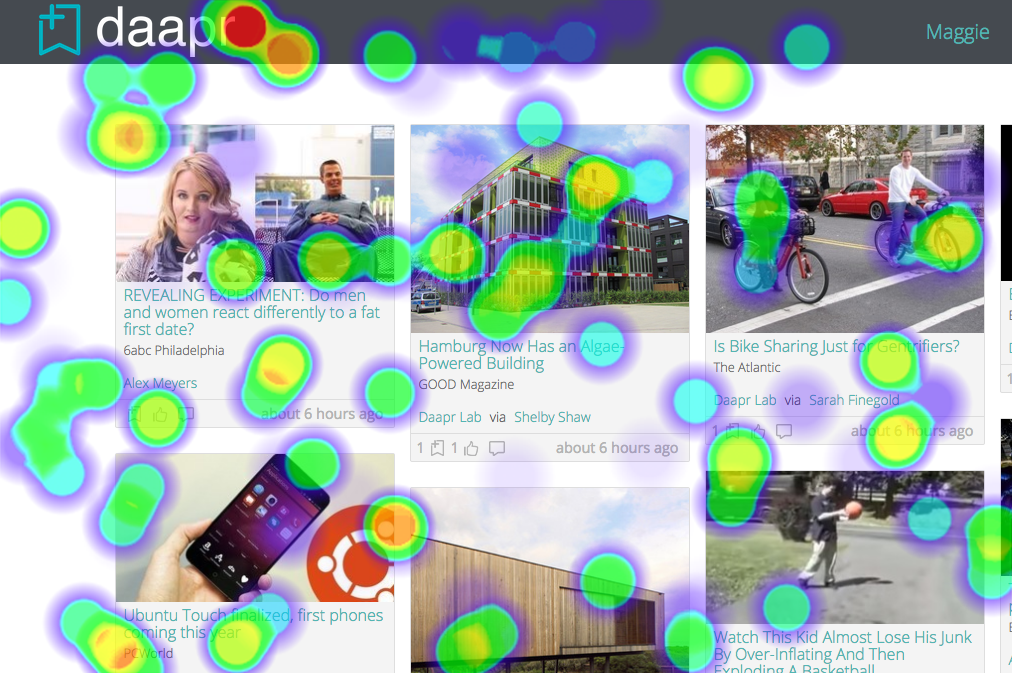 daapr
Maggie
REVEALING EXPERIMENT: Do men
and women react differently to a fat
first date?
6abc Philadelphia
Alex Meyers
about 6 hours ago
Hamburg Now Has an Algae-
Powered Building
GOOD Magazine
Daapr Lab via Shelby Shaw
1 1 about 6 hours ago
Is Bike Sharing Just for Gentrifiers?
The Atlantic
Daapr Lab via Sarah Finegold
1 about 6 hours ago
Ubuntu Touch finalized, first phones
coming this year
PCWorld
Watch This Kid Almost Lose His Junk
By Over-Inflating And Then
Exploding A Basketball